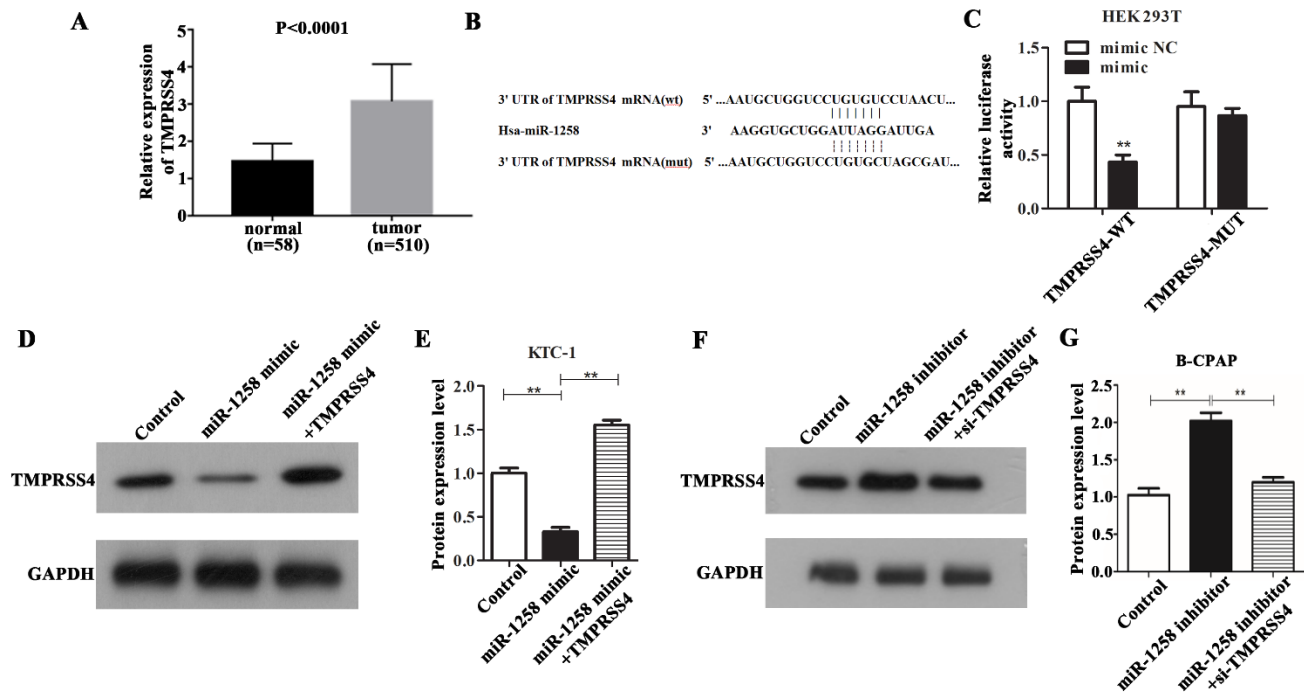 A
P<0.0001
Relative expression
of TMPRSS4
5
4
3
2
1
0
normal
(n=58)
tumor
(n=510)
B
3' UTR of TMPRSS4 mRNA(wt) 5' ...AAUGCUGGUCCUGUGUCCUAACU...
Hsa-miR-1258 3' AAGGUGCUGGAUUAGGAUUGA
3' UTR of TMPRSS4 mRNA(mut) 5' ...AAUGCUGGUCCUGUGCUAGCGAU...
C
HEK 293T
mimic NC
mimic
Relative luciferase
activity
1.5
1.0
0.5
0.0
**
TMPRSS4-WT
TMPRSS4-MUT
D
Control
miR-1258 mimic
miR-1258 mimic
+TMPRSS4
TMPRSS4
GAPDH
E
KTC-1
Protein expression level
2.0
1.5
1.0
0.5
0.0
**
**
Control
miR-1258 mimic
miR-1258 mimic
+TMPRSS4
F
Control
miR-1258 inhibitor
miR-1258 inhibitor
+si-TMPRSS4
TMPRSS4
GAPDH
G
B-CPAP
Protein expression level
2.5
2.0
1.5
1.0
0.5
0.0
**
**
Control
miR-1258 inhibitor
miR-1258 inhibitor
+si-TMPRSS4